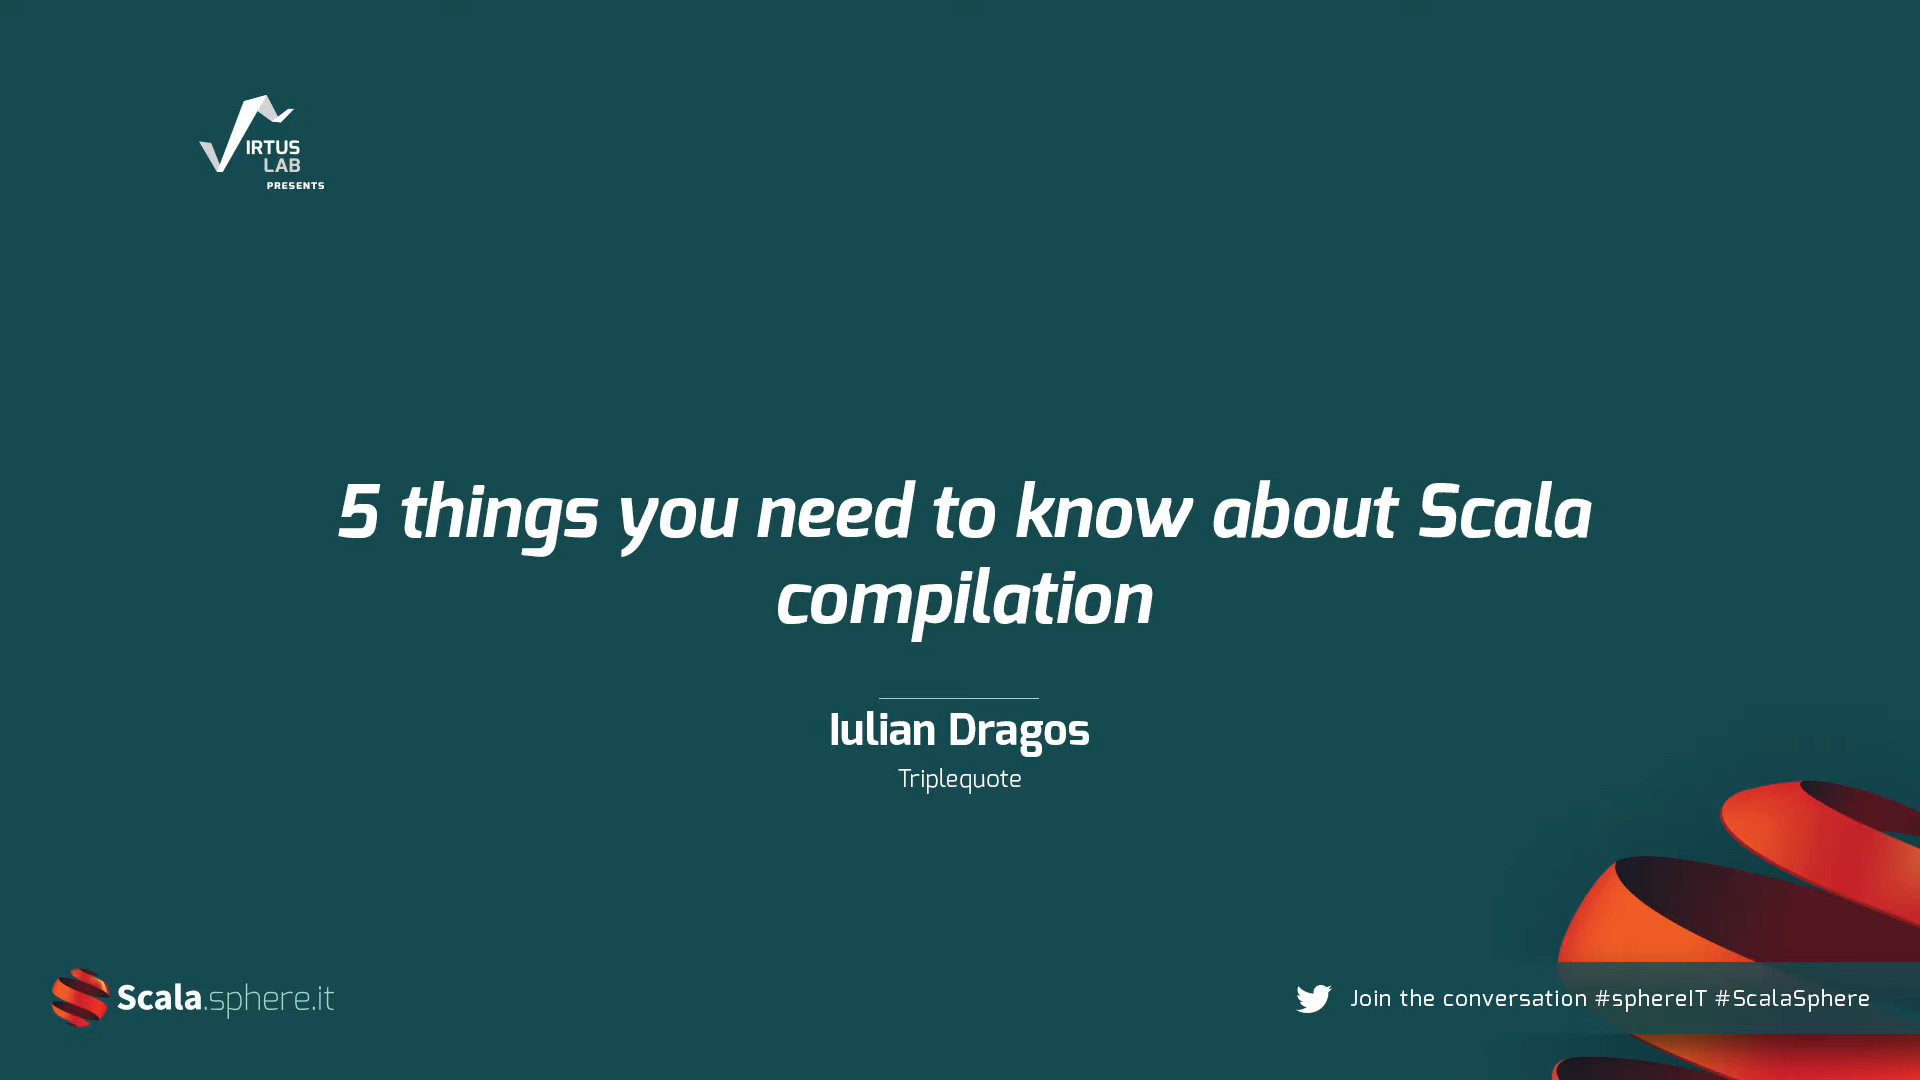 IRTUS
LAB
PRESENTS
5 things you need to know about Scala
compilation
Iulian Dragos
Triplequote
Scala.sphere.it
Join the conversation #sphereIT #ScalaSphere